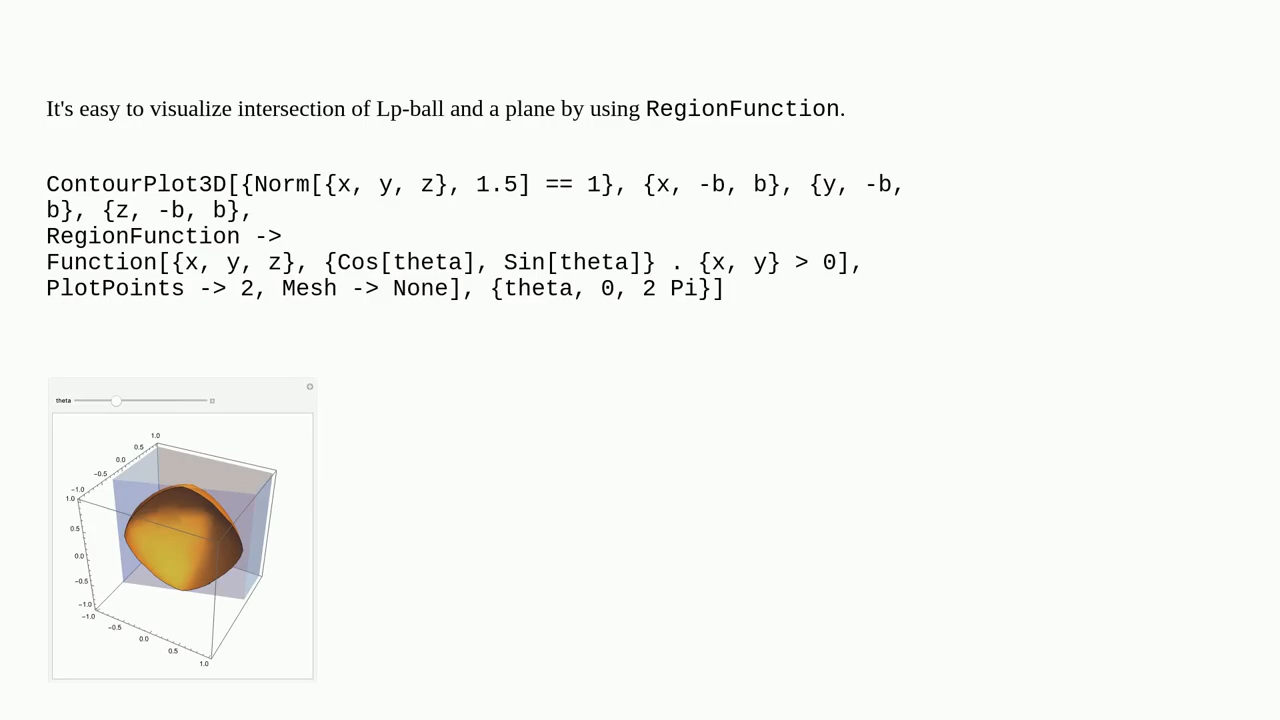 It's easy to visualize intersection of Lp-ball and a plane by using RegionFunction.
ContourPlot3D[{Norm[{x, y, z}, 1.5] == 1}, {x, -b, b}, {y, -b,
b}, {z, -b, b},
RegionFunction ->
Function[{x, y, z}, {Cos[theta], Sin[theta]} . {x, y} > 0],
PlotPoints -> 2, Mesh -> None], {theta, 0, 2 Pi}]
theta
1.0
0.5
0.0
−0.5
−1.0
1.0
0.5
0.0
−0.5
−1.0
−1.0
−0.5
0.0
0.5
1.0